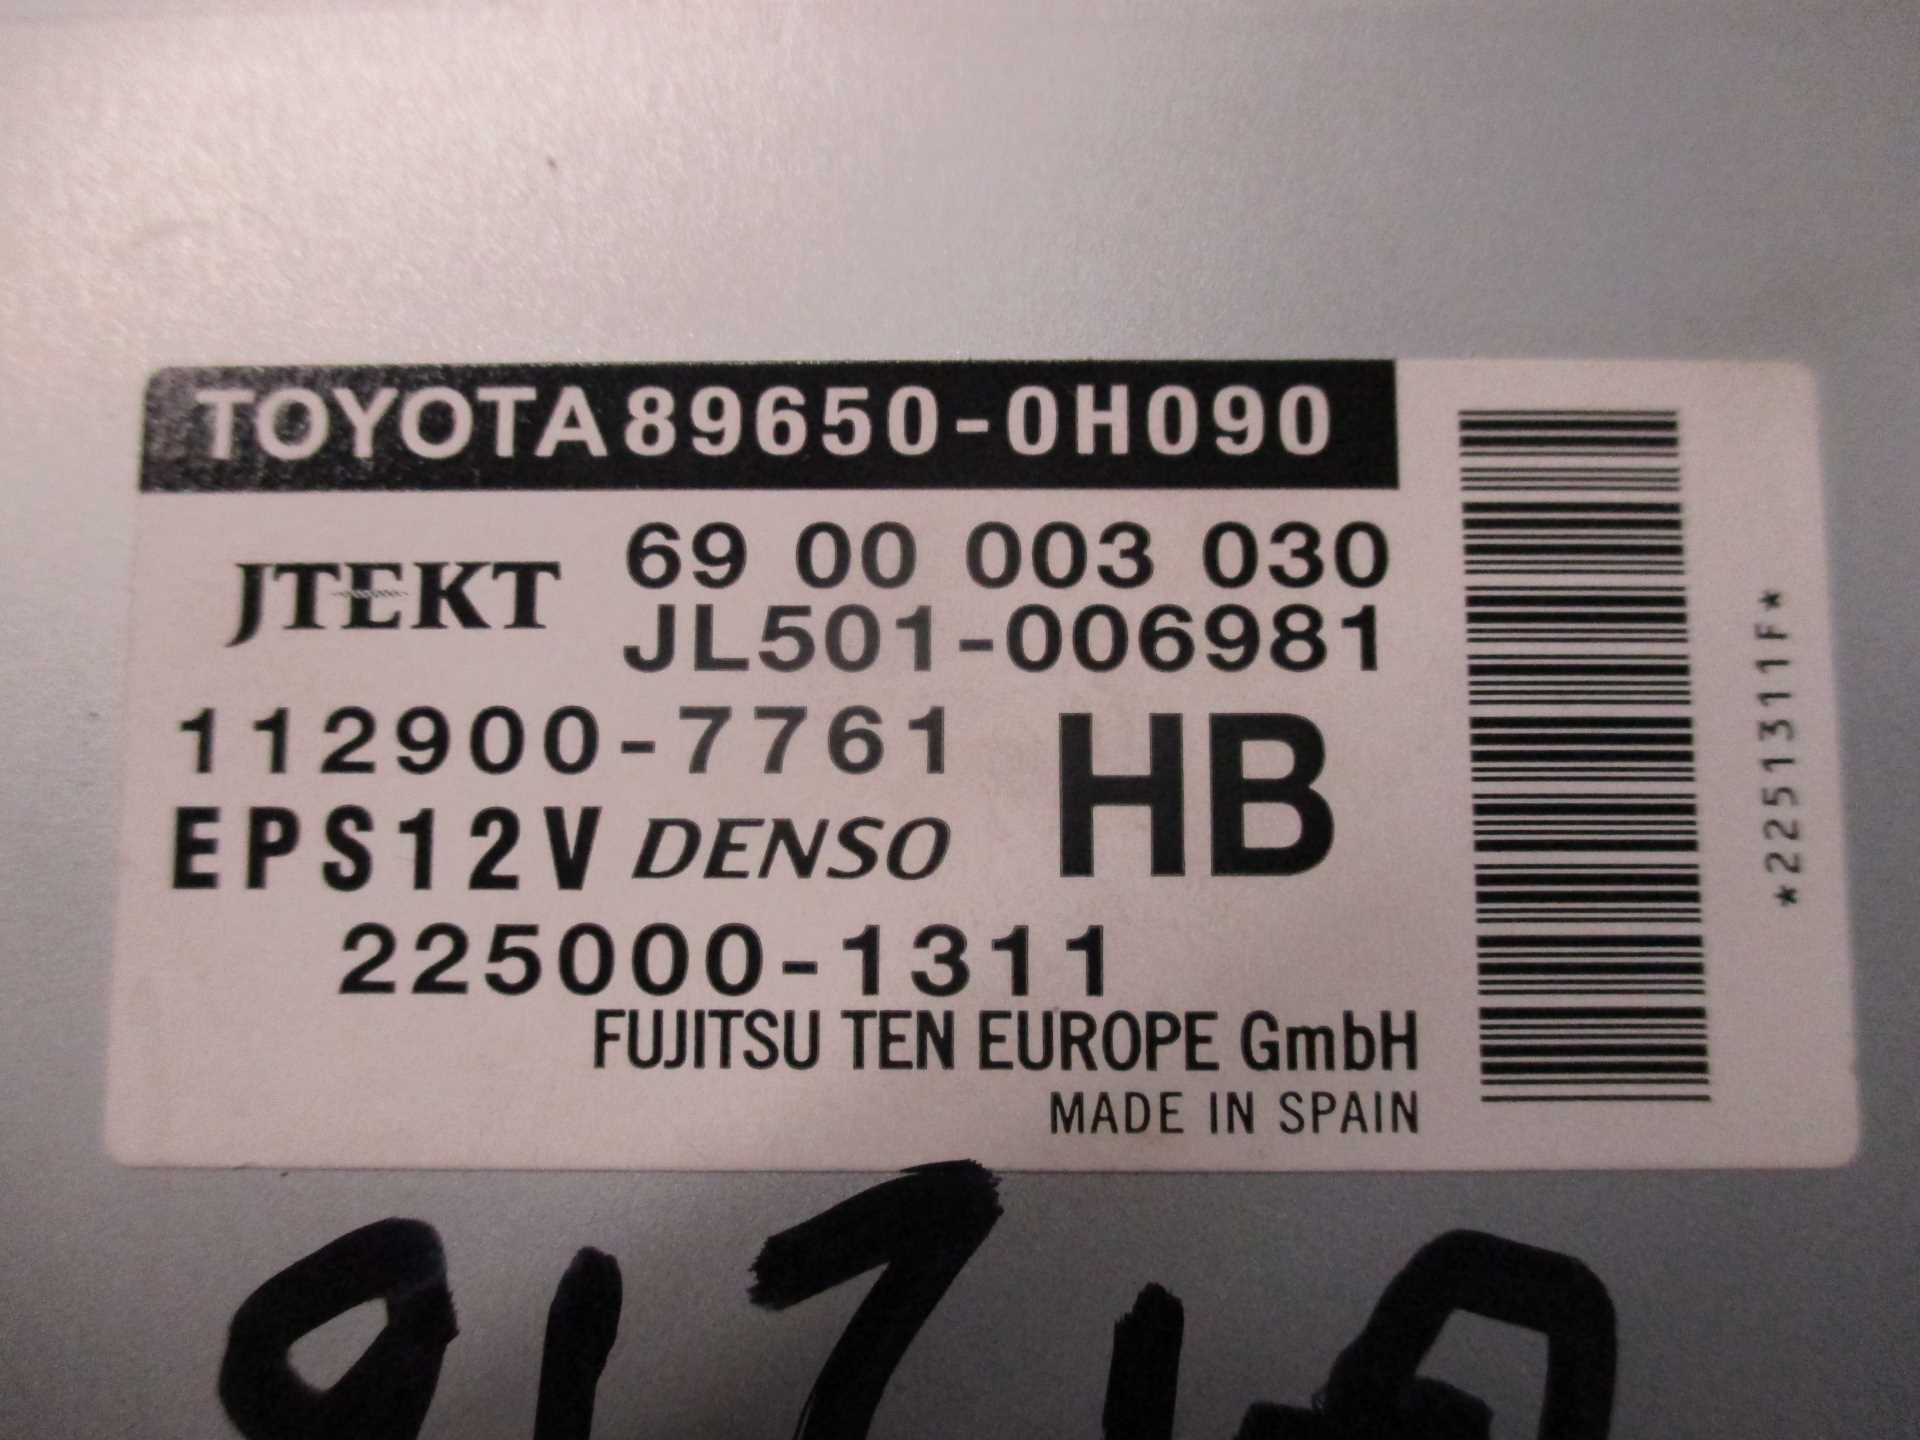 TOYOTA 89650-0H090
JTEKT
69 00 003 030
JL501-006981
112900-7761
HB
EPS12V DENSO
225000-1311
FUJITSU TEN EUROPE GmbH
MADE IN SPAIN
*2251311F*